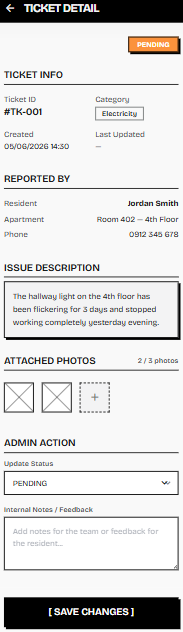 ← TICKET DETAIL
PENDING
TICKET INFO
Ticket ID
Category
#TK-001
Electricity
Created
Last Updated
05/06/2026 14:30
—
REPORTED BY
Resident Jordan Smith
Apartment Room 402 — 4th Floor
Phone 0912 345 678
ISSUE DESCRIPTION
The hallway light on the 4th floor has
been flickering for 3 days and stopped
working completely yesterday evening.
ATTACHED PHOTOS 2 / 3 photos
+
ADMIN ACTION
Update Status
PENDING
Internal Notes / Feedback
Add notes for the team or feedback for
the resident...
[ SAVE CHANGES ]